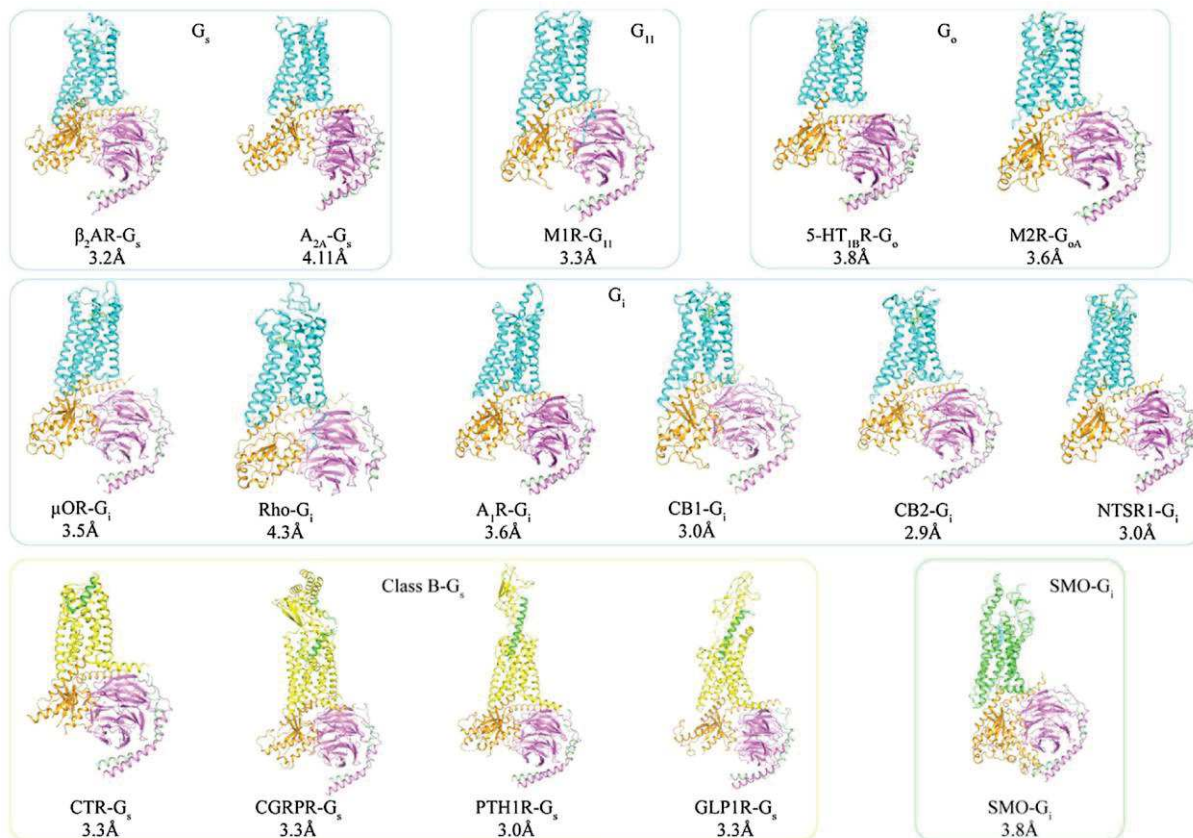 Gₛ
G₁₁
Gₒ
β₂AR-Gₛ
3.2Å
A₂A-Gₛ
4.11Å
M1R-G₁₁
3.3Å
5-HT₁BR-Gₒ
3.8Å
M2R-GₒA
3.6Å
Gᵢ
μOR-Gᵢ
3.5Å
Rho-Gᵢ
4.3Å
A₁R-Gᵢ
3.6Å
CB1-Gᵢ
3.0Å
CB2-Gᵢ
2.9Å
NTSR1-Gᵢ
3.0Å
Class B-Gₛ
SMO-Gᵢ
CTR-Gₛ
3.3Å
CGRPR-Gₛ
3.3Å
PTH1R-Gₛ
3.0Å
GLP1R-Gₛ
3.3Å
SMO-Gᵢ
3.8Å